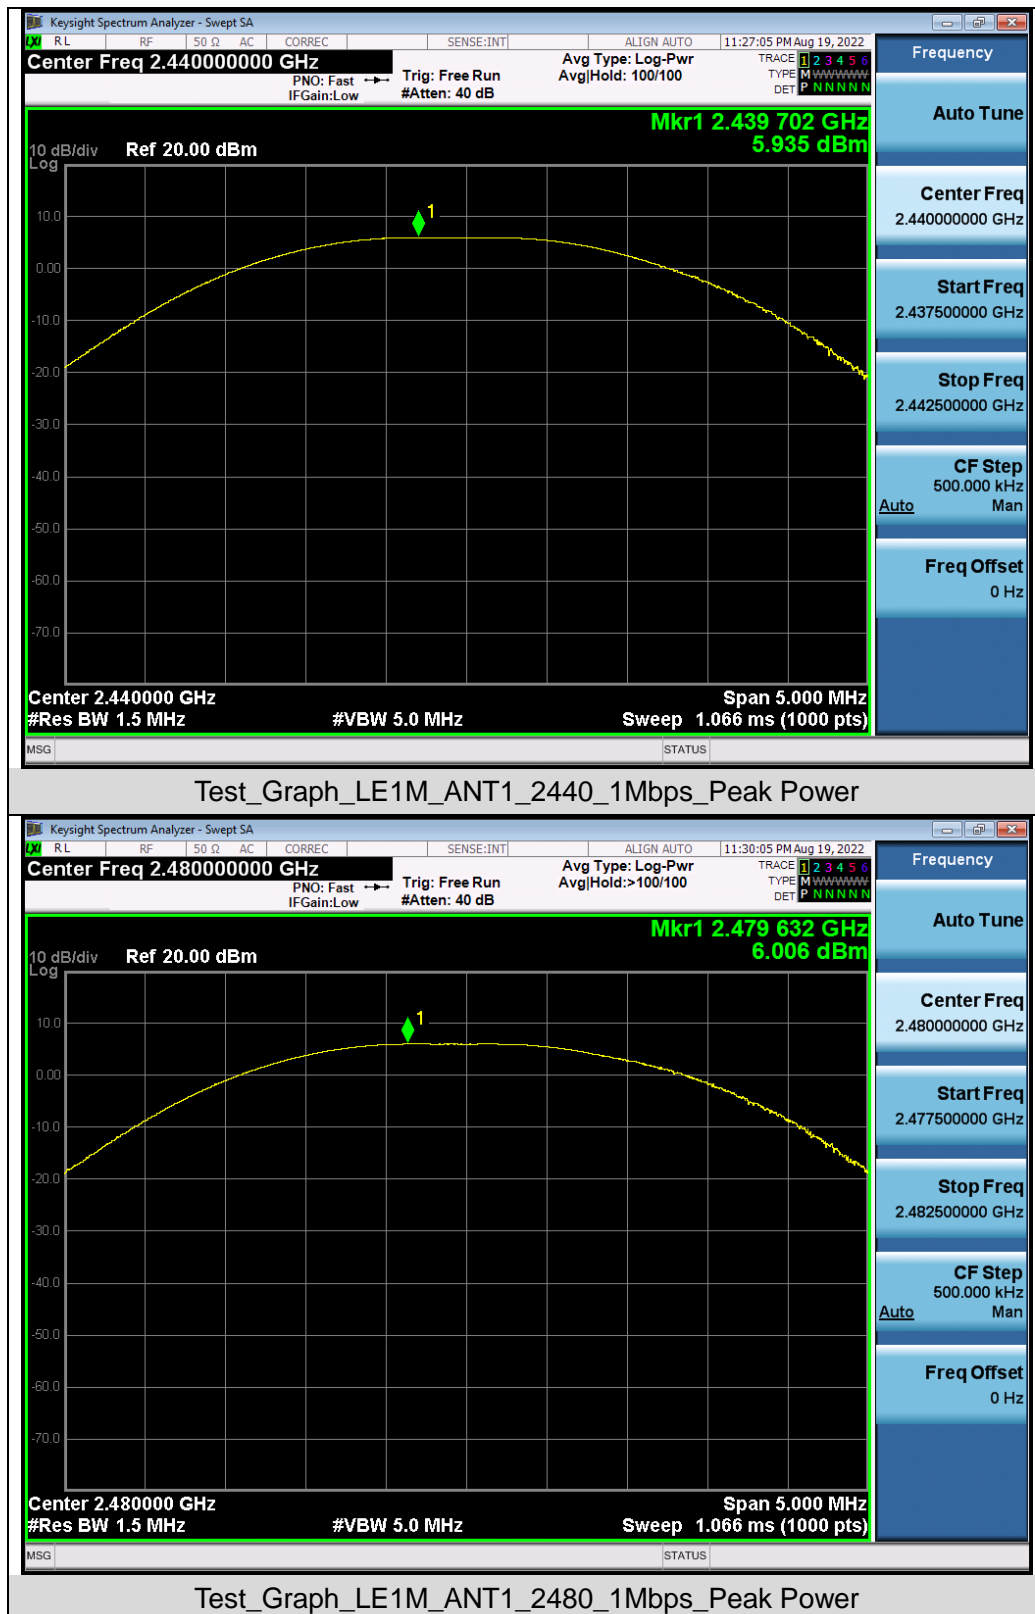 Keysight Spectrum Analyzer - Swept SA
LXI RL RF 50 Ω AC CORREC SENSE:INT ALIGN AUTO 11:27:05 PM Aug 19, 2022
Center Freq 2.440000000 GHz
PNO: Fast
IFGain:Low
Trig: Free Run
#Atten: 40 dB
Avg Type: Log-Pwr
Avg|Hold: 100/100
TRACE 1 2 3 4 5 6
TYPE M WWWWW
DET P N N N N N
Mkr1 2.439 702 GHz
5.935 dBm
10 dB/div Ref 20.00 dBm
Log
10.0
1
0.00
-10.0
-20.0
-30.0
-40.0
-50.0
-60.0
-70.0
Center 2.440000 GHz Span 5.000 MHz
#Res BW 1.5 MHz #VBW 5.0 MHz Sweep 1.066 ms (1000 pts)
MSG STATUS
Frequency
Auto Tune
Center Freq
2.440000000 GHz
Start Freq
2.437500000 GHz
Stop Freq
2.442500000 GHz
CF Step
500.000 kHz
Auto Man
Freq Offset
0 Hz
Test_Graph_LE1M_ANT1_2440_1Mbps_Peak Power
Keysight Spectrum Analyzer - Swept SA
LXI RL RF 50 Ω AC CORREC SENSE:INT ALIGN AUTO 11:30:05 PM Aug 19, 2022
Center Freq 2.480000000 GHz
PNO: Fast
IFGain:Low
Trig: Free Run
#Atten: 40 dB
Avg Type: Log-Pwr
Avg|Hold:>100/100
TRACE 1 2 3 4 5 6
TYPE M WWWWW
DET P N N N N N
Mkr1 2.479 632 GHz
6.006 dBm
10 dB/div Ref 20.00 dBm
Log
10.0
1
0.00
-10.0
-20.0
-30.0
-40.0
-50.0
-60.0
-70.0
Center 2.480000 GHz Span 5.000 MHz
#Res BW 1.5 MHz #VBW 5.0 MHz Sweep 1.066 ms (1000 pts)
MSG STATUS
Frequency
Auto Tune
Center Freq
2.480000000 GHz
Start Freq
2.477500000 GHz
Stop Freq
2.482500000 GHz
CF Step
500.000 kHz
Auto Man
Freq Offset
0 Hz
Test_Graph_LE1M_ANT1_2480_1Mbps_Peak Power